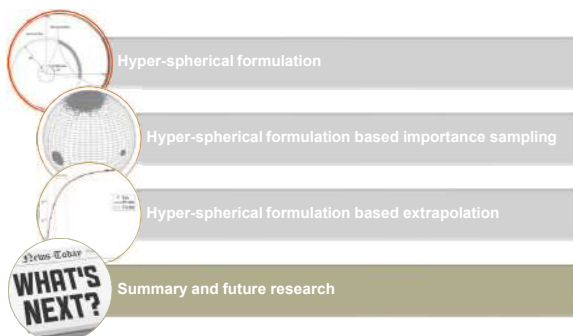 Hyper-spherical formulation
Hyper-spherical formulation based importance sampling
Hyper-spherical formulation based extrapolation
News Today
WHAT'S
NEXT?
Summary and future research